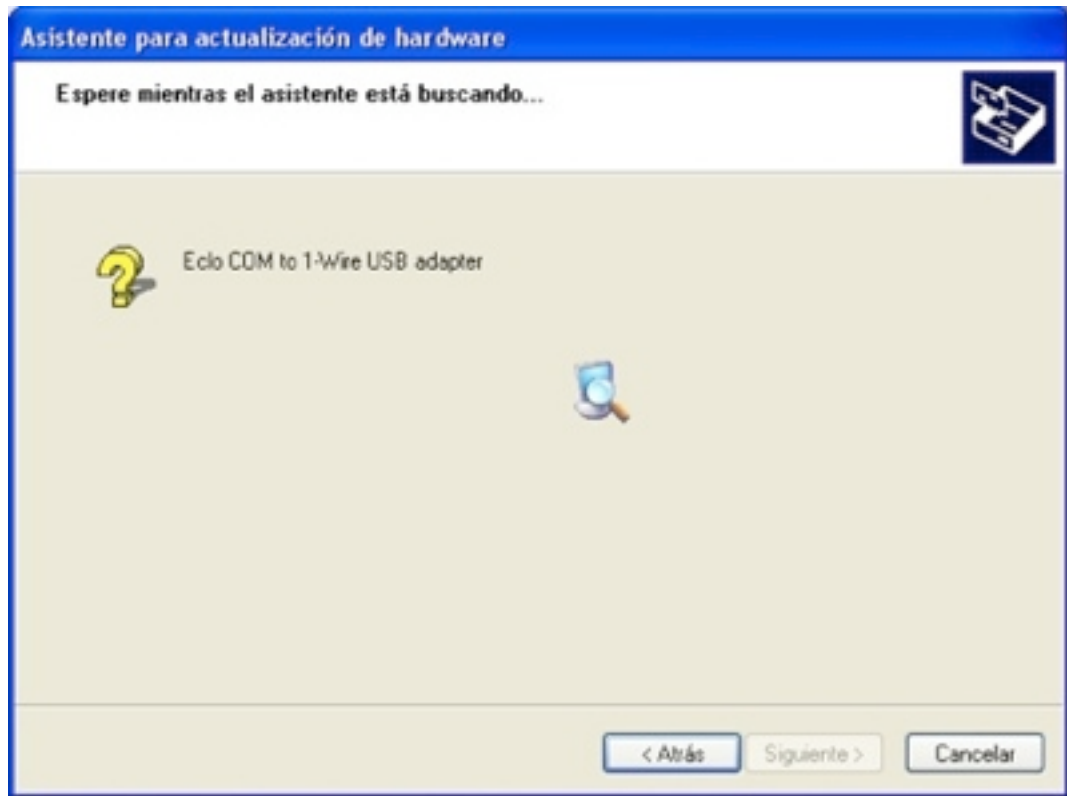 Asistente para actualización de hardware
Espere mientras el asistente está buscando...
Eclo COM to 1-Wire USB adapter
< Atrás
Siguiente >
Cancelar